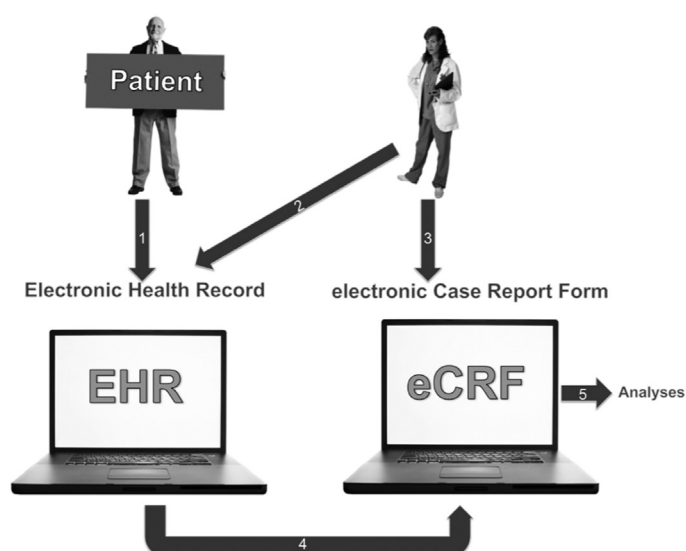 Patient
2
1
3
Electronic Health Record
electronic Case Report Form
EHR
eCRF
5
Analyses
4